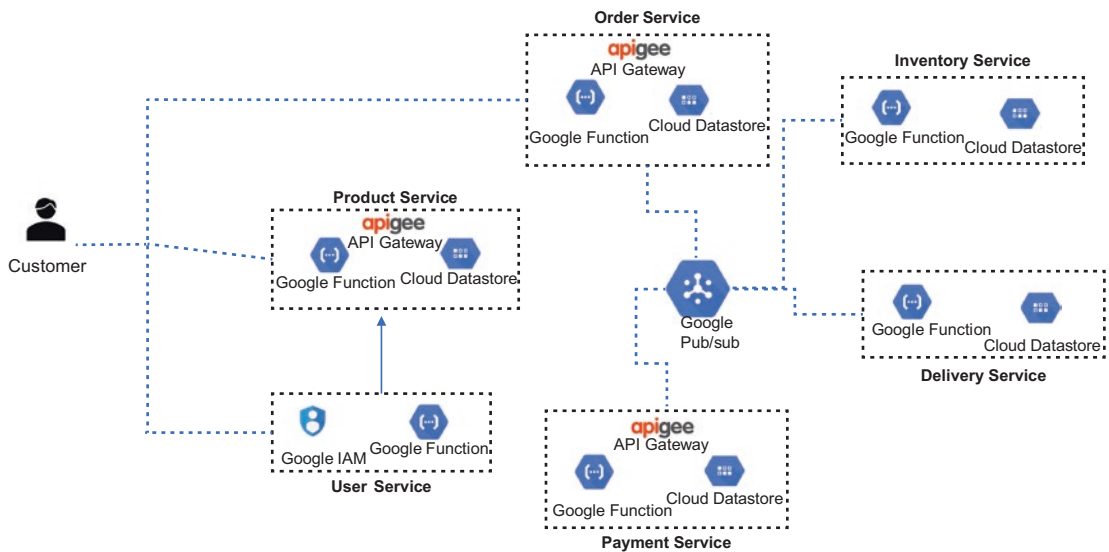 Order Service
apigee
API Gateway
Google Function
Cloud Datastore
Inventory Service
Google Function
Cloud Datastore
Product Service
apigee
API Gateway
Google Function
Cloud Datastore
Customer
Google
Pub/sub
Google Function
Cloud Datastore
Delivery Service
Google IAM
Google Function
User Service
apigee
API Gateway
Google Function
Cloud Datastore
Payment Service